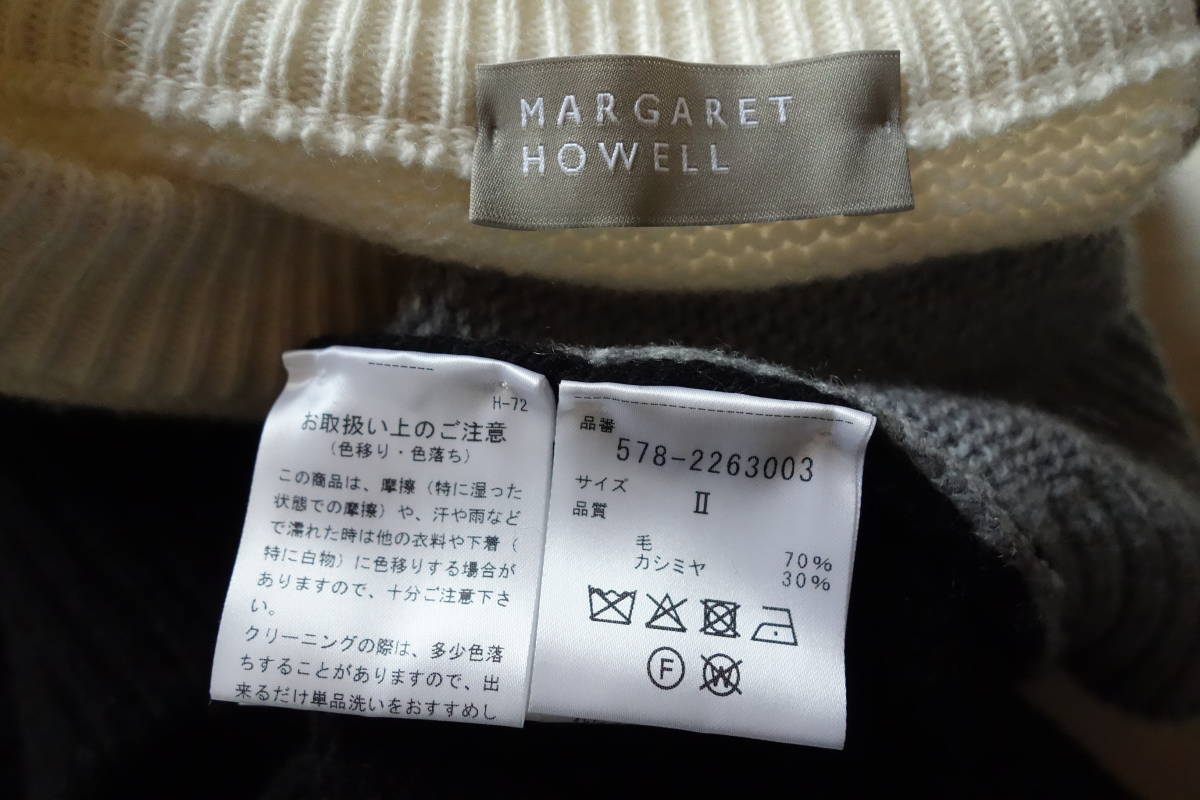 MARGARET
HOWELL
H-72
お取扱い上のご注意
(色移り・色落ち)
この商品は、摩擦(特に湿った
状態での摩擦)や、汗や雨など
で濡れた時は他の衣料や下着(
特に白物)に色移りする場合が
ありますので、十分ご注意下さ
い。
クリーニングの際は、多少色落
ちすることがありますので、出
来るだけ単品洗いをおすすめし
品番
578-2263003
サイズ II
品質
毛 70%
カシミヤ 30%
F W